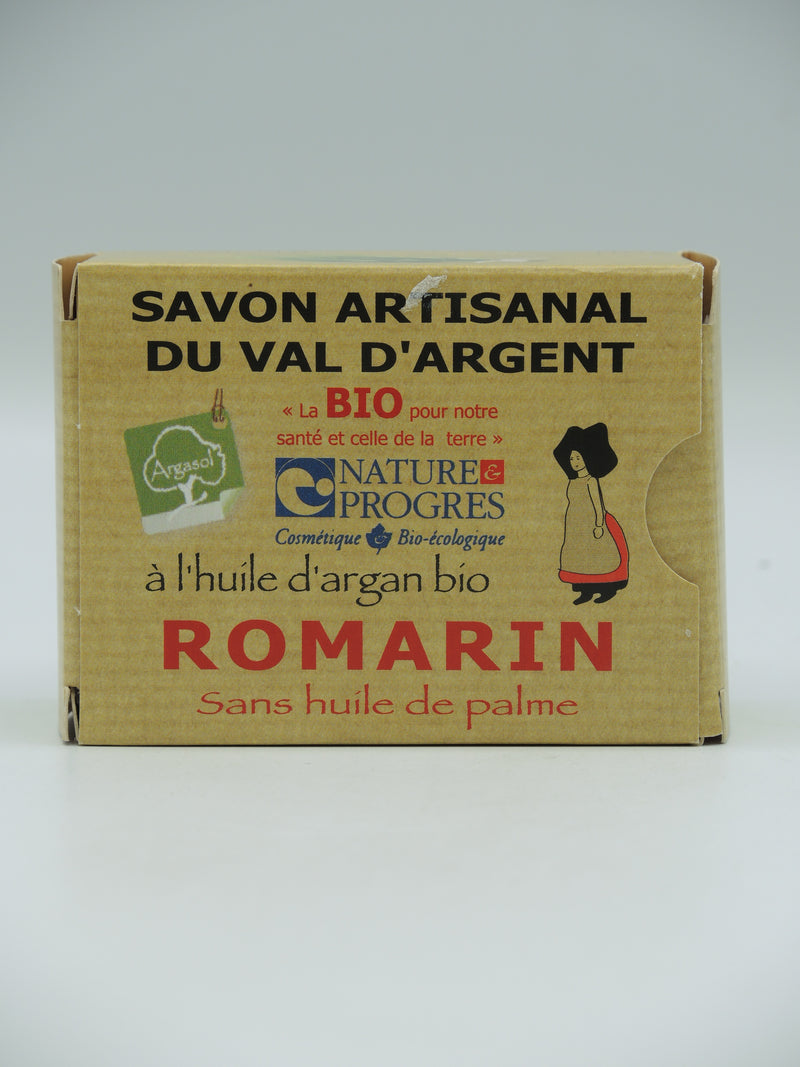 SAVON ARTISANAL
DU VAL D'ARGENT
« La BIO pour notre
santé et celle de la terre »
Argasol
NATURE &
PROGRES
Cosmétique & Bio-écologique
à l'huile d'argan bio
ROMARIN
Sans huile de palme